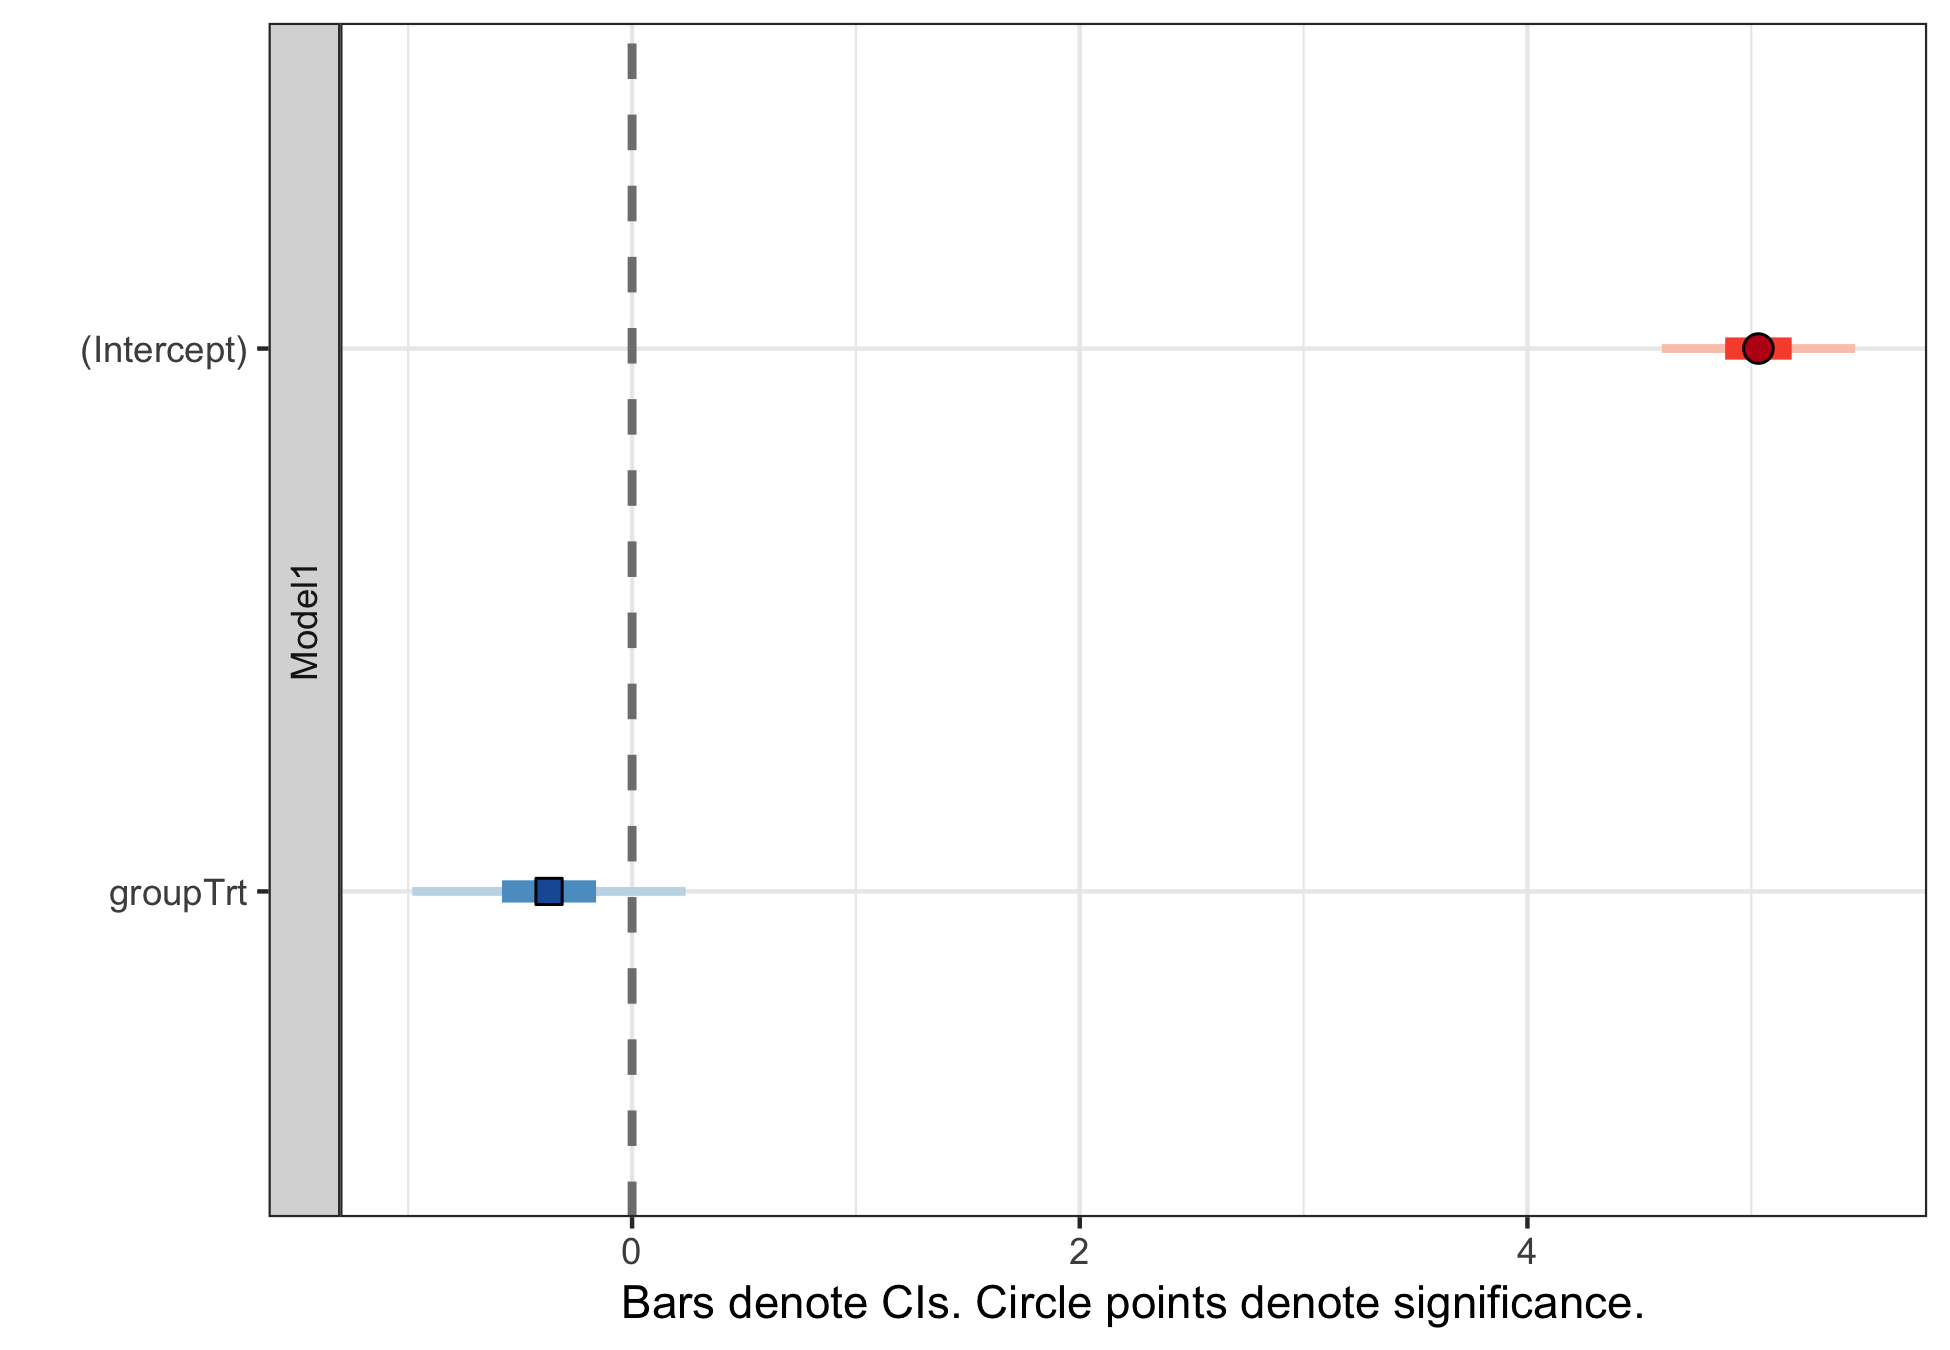 Model1
(Intercept)
groupTrt
0 2 4
Bars denote CIs. Circle points denote significance.